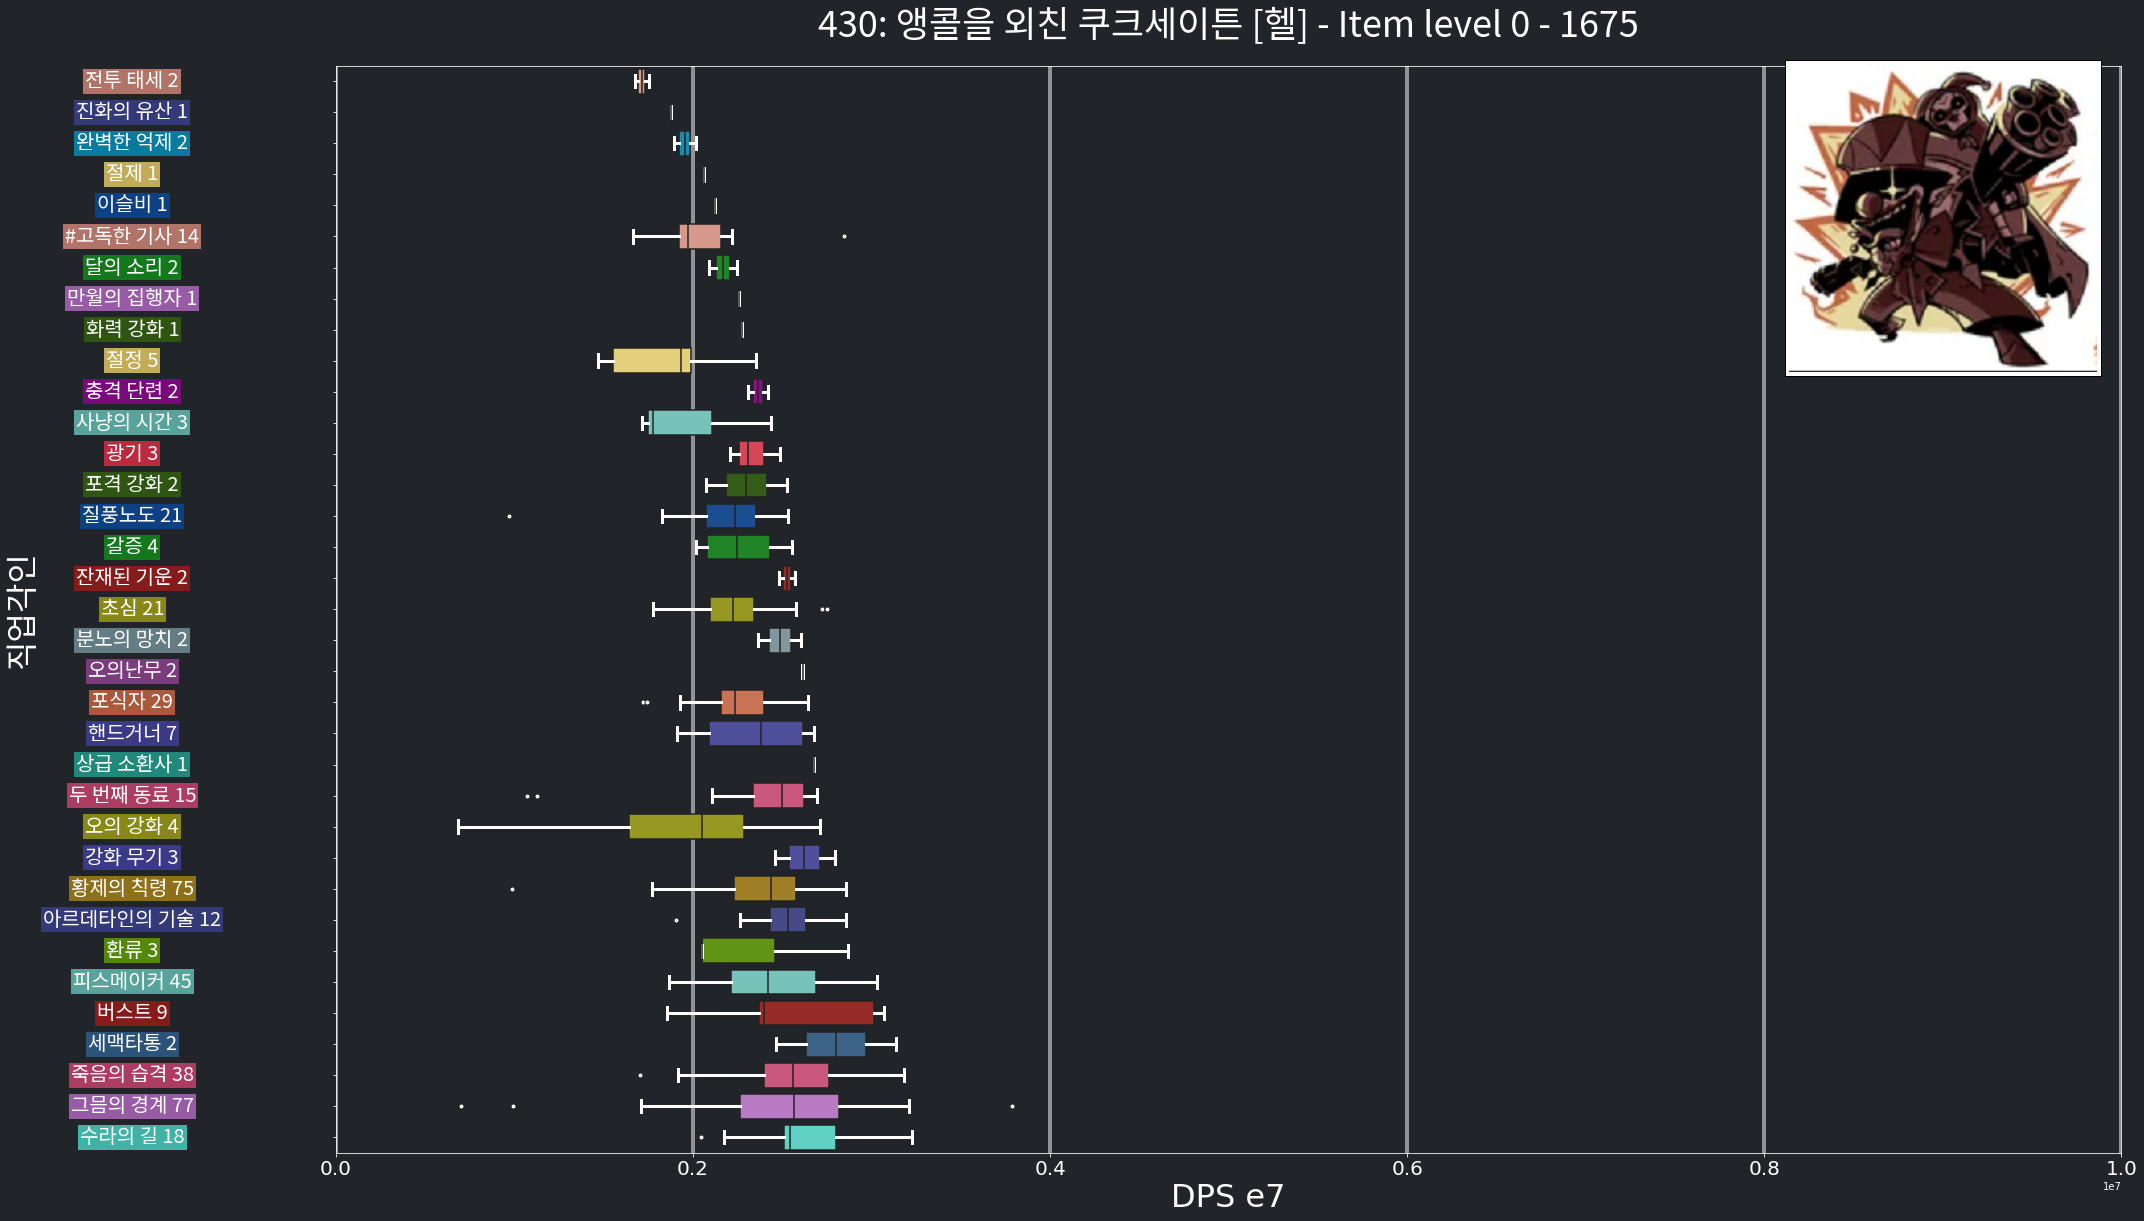 430: 앵콜을 외친 쿠크세이튼 [헬] - Item level 0 - 1675
전투 태세 2
진화의 유산 1
완벽한 억제 2
절제 1
이슬비 1
#고독한 기사 14
달의 소리 2
만월의 집행자 1
화력 강화 1
절정 5
충격 단련 2
사냥의 시간 3
광기 3
포격 강화 2
질풍노도 21
갈증 4
잔재된 기운 2
초심 21
분노의 망치 2
오의난무 2
포식자 29
핸드거너 7
상급 소환사 1
두 번째 동료 15
오의 강화 4
강화 무기 3
황제의 칙령 75
아르데타인의 기술 12
환류 3
피스메이커 45
버스트 9
세맥타통 2
죽음의 습격 38
그믐의 경계 77
수라의 길 18
직업각인
0.0 0.2 0.4 0.6 0.8 1.0
1e7
DPS e7